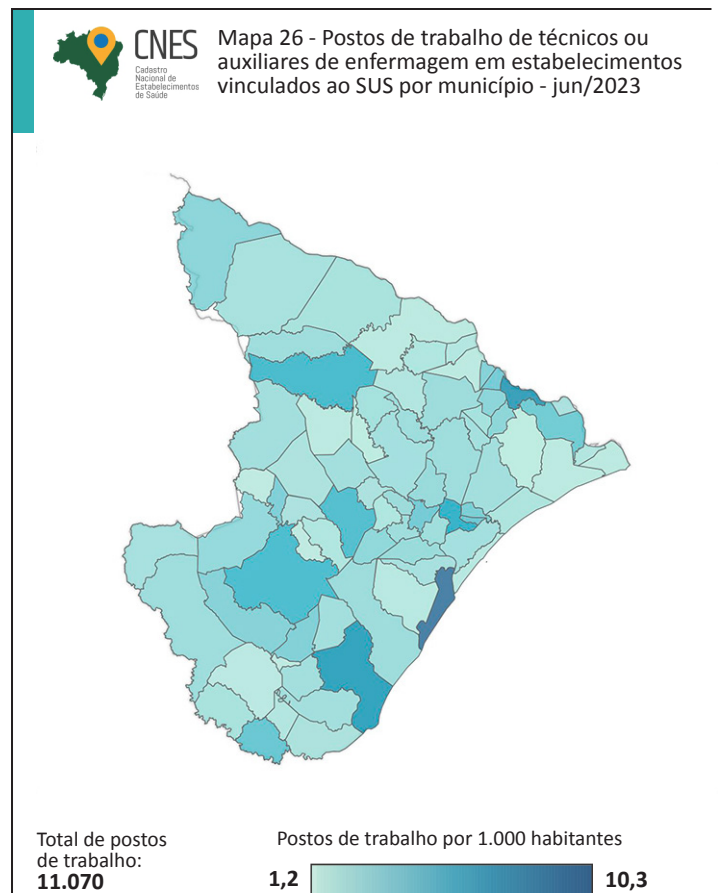 CNES
Cadastro
Nacional de
Estabelecimentos
de Saúde
Mapa 26 - Postos de trabalho de técnicos ou
auxiliares de enfermagem em estabelecimentos
vinculados ao SUS por município - jun/2023
Total de postos
de trabalho:
11.070
Postos de trabalho por 1.000 habitantes
1,2
10,3